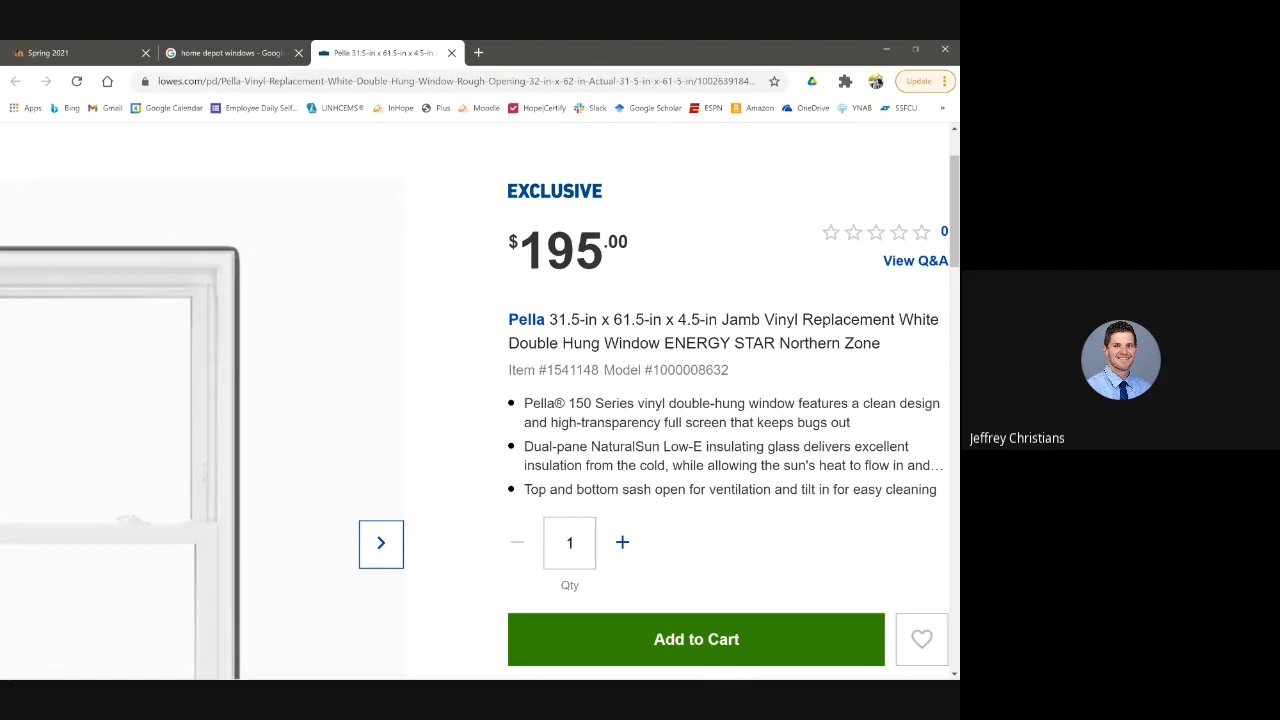 Spring 2021
home depot windows - Googl
Pella 31.5-in x 61.5-in x 4.5-in J
lowes.com/pd/Pella-Vinyl-Replacement-White-Double-Hung-Window-Rough-Opening-32-in-x-62-in-Actual-31-5-in-x-61-5-in/1002639184...
Update
Apps
Bing
Gmail
Google Calendar
Employee Daily Self...
UNHCEMS®
InHope
Plus
Moodle
Hope|Certify
Slack
Google Scholar
ESPN
Amazon
OneDrive
YNAB
SSFCU
»
EXCLUSIVE
$195.00
0
View Q&A
Pella 31.5-in x 61.5-in x 4.5-in Jamb Vinyl Replacement White
Double Hung Window ENERGY STAR Northern Zone
Item #1541148 Model #1000008632
Pella® 150 Series vinyl double-hung window features a clean design
and high-transparency full screen that keeps bugs out
Dual-pane NaturalSun Low-E insulating glass delivers excellent
insulation from the cold, while allowing the sun's heat to flow in and...
Top and bottom sash open for ventilation and tilt in for easy cleaning
1
Qty
Add to Cart
Jeffrey Christians